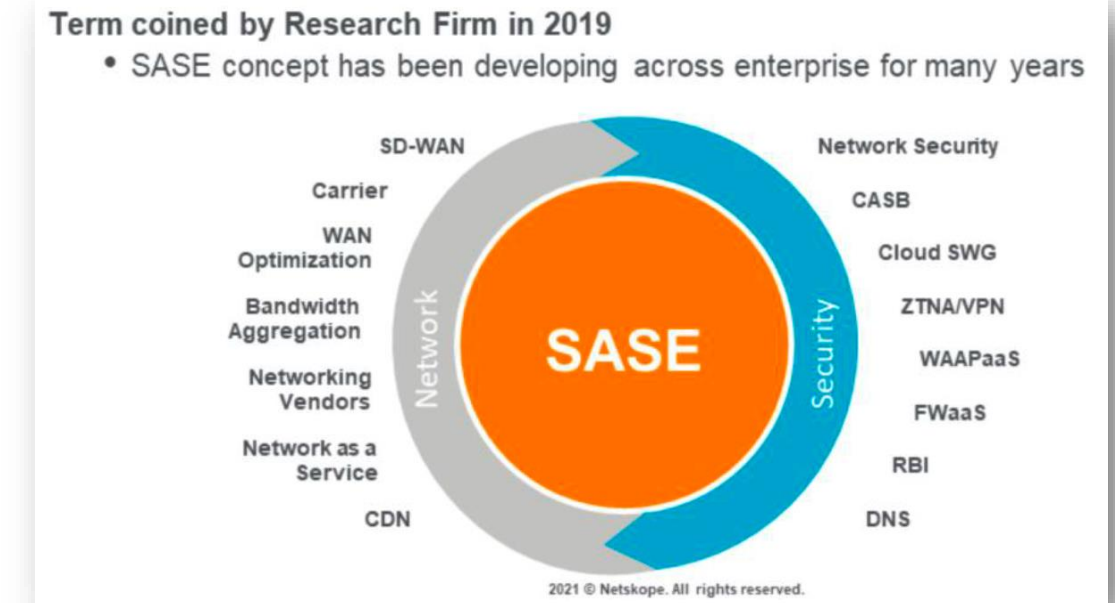 Term coined by Research Firm in 2019
• SASE concept has been developing across enterprise for many years
SD-WAN
Carrier
WAN
Optimization
Bandwidth
Aggregation
Networking
Vendors
Network as a
Service
CDN
Network
SASE
Security
Network Security
CASB
Cloud SWG
ZTNA/VPN
WAAPaaS
FWaaS
RBI
DNS
2021 © Netskope. All rights reserved.